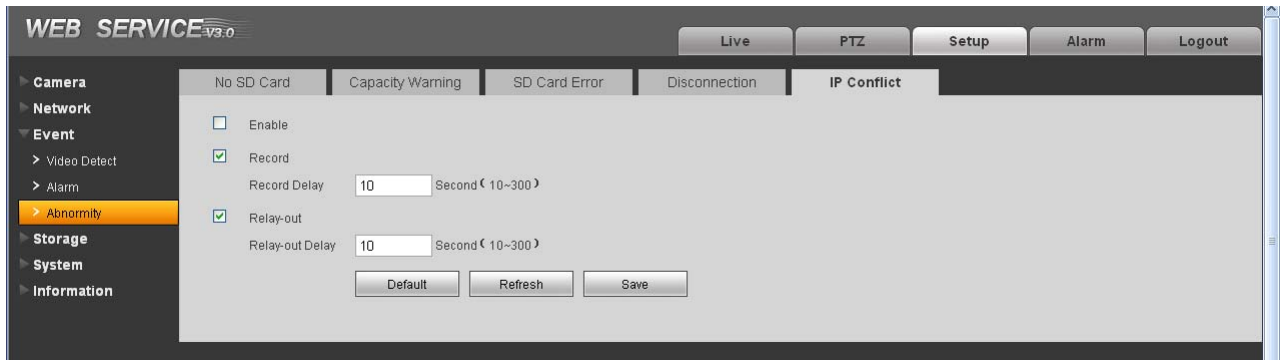 WEB SERVICE V3.0
Live PTZ Setup Alarm Logout
Camera
Network
Event
Video Detect
Alarm
Abnormity
Storage
System
Information
No SD Card Capacity Warning SD Card Error Disconnection IP Conflict
Enable
Record
Record Delay 10 Second (10~300)
Relay-out
Relay-out Delay 10 Second (10~300)
Default Refresh Save